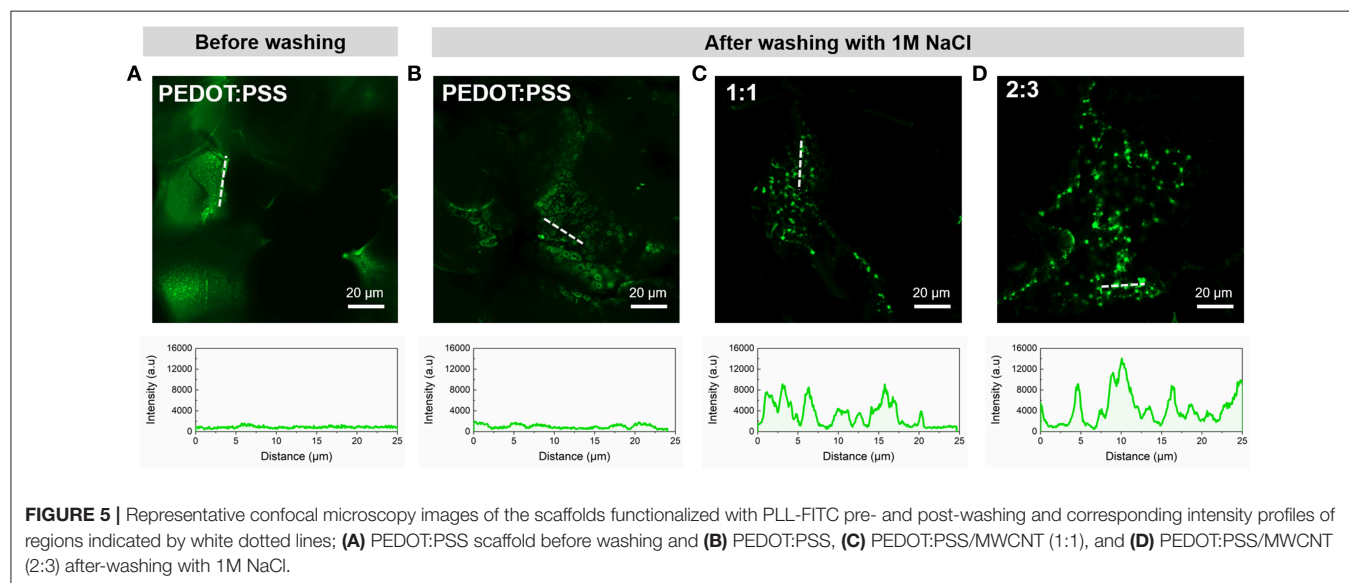 Before washing
After washing with 1M NaCl
A
B
C
D
PEDOT:PSS
PEDOT:PSS
1:1
2:3
20 µm
20 µm
20 µm
20 µm
16000
12000
8000
4000
0
Intensity (a.u)
0 5 10 15 20 25
Distance (µm)
16000
12000
8000
4000
0
Intensity (a.u)
0 5 10 15 20 25
Distance (µm)
16000
12000
8000
4000
0
Intensity (a.u)
0 5 10 15 20 25
Distance (µm)
16000
12000
8000
4000
0
Intensity (a.u)
0 5 10 15 20 25
Distance (µm)
FIGURE 5 | Representative confocal microscopy images of the scaffolds functionalized with PLL-FITC pre- and post-washing and corresponding intensity profiles of
regions indicated by white dotted lines; (A) PEDOT:PSS scaffold before washing and (B) PEDOT:PSS, (C) PEDOT:PSS/MWCNT (1:1), and (D) PEDOT:PSS/MWCNT
(2:3) after-washing with 1M NaCl.